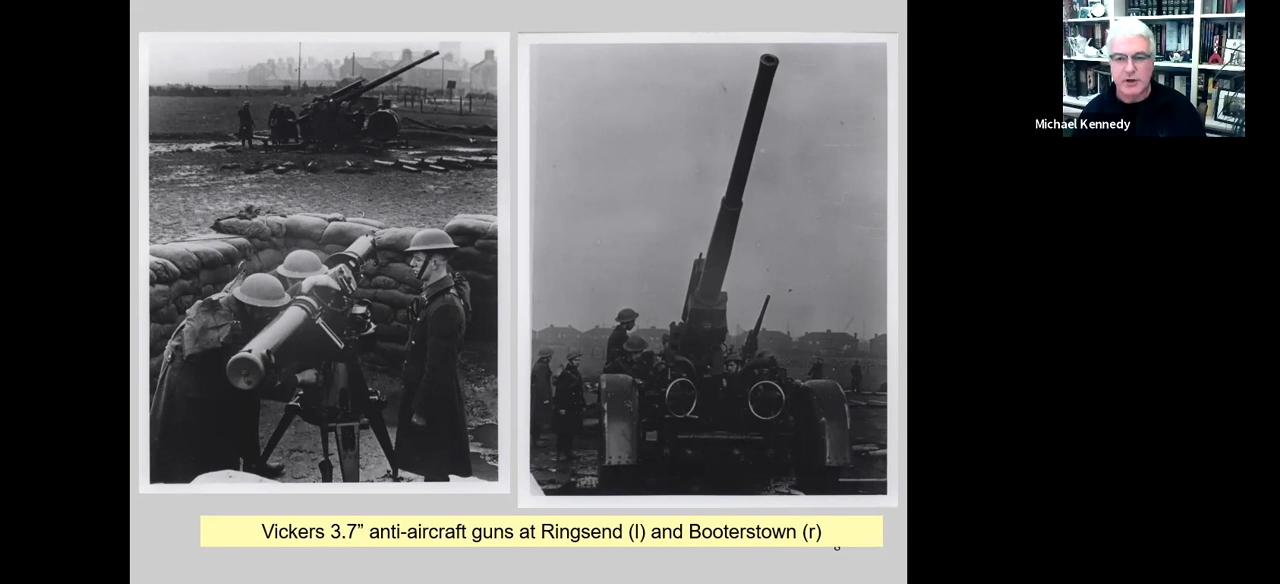 Michael Kennedy
Vickers 3.7” anti-aircraft guns at Ringsend (l) and Booterstown (r)